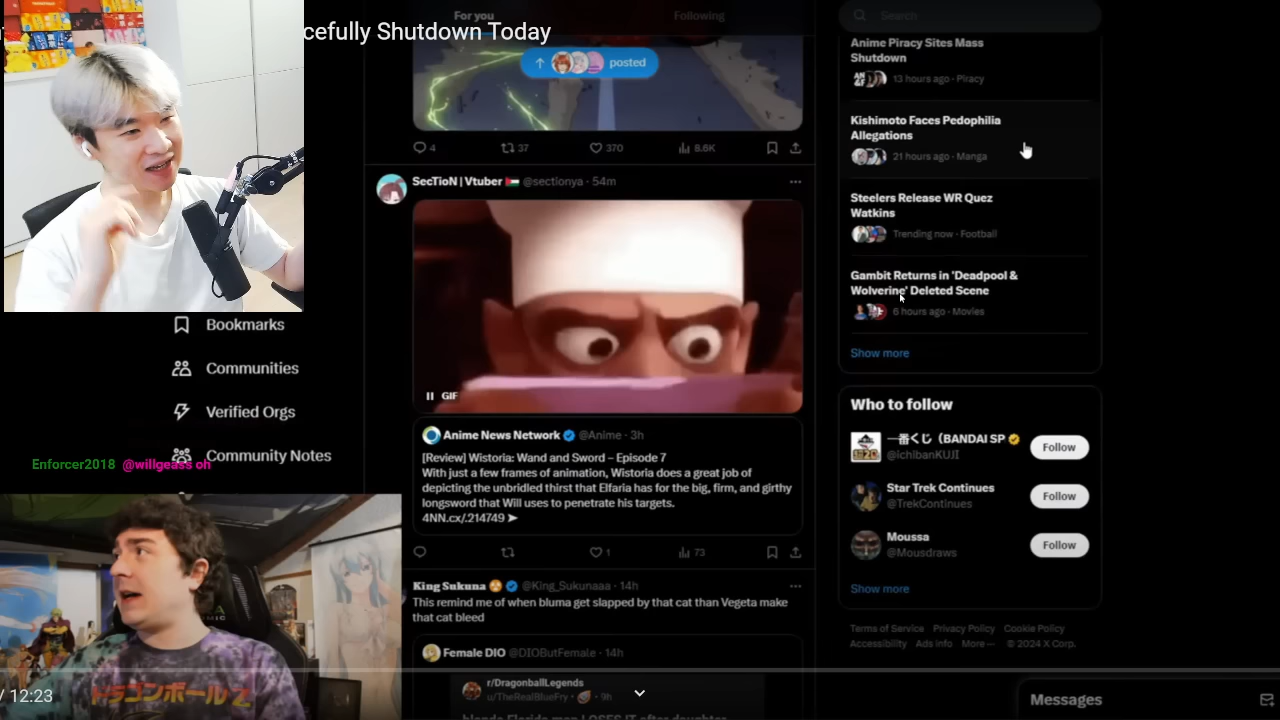 cefully Shutdown Today
For you
Following
posted
4
37
370
8.6K
SecTioN | Vtuber 🇵🇸 @sectionya · 54m
GIF
Anime News Network @Anime · 3h
[Review] Wistoria: Wand and Sword – Episode 7
With just a few frames of animation, Wistoria does a great job of
depicting the unbridled thirst that Elfaria has for the big, firm, and girthy
longsword that Will uses to penetrate his targets.
4NN.cx/.214749 ➤
1
73
King Sukuna @King_Sukunaaa · 14h
This remind me of when bluma get slapped by that cat than Vegeta make
that cat bleed
Female DIO @DIOButFemale · 14h
r/DragonballLegends
u/TheRealBlueFry · 9h
Bookmarks
Communities
Verified Orgs
Community Notes
Enforcer2018 @willgeass oh
ドラゴンボールZ
/ 12:23
Search
Anime Piracy Sites Mass
Shutdown
13 hours ago · Piracy
Kishimoto Faces Pedophilia
Allegations
21 hours ago · Manga
Steelers Release WR Quez
Watkins
Trending now · Football
Gambit Returns in 'Deadpool &
Wolverine' Deleted Scene
6 hours ago · Movies
Show more
Who to follow
一番くじ（BANDAI SP
@IchibanKUJI
Follow
Star Trek Continues
@TrekContinues
Follow
Moussa
@Mousdraws
Follow
Show more
Terms of Service Privacy Policy Cookie Policy
Accessibility Ads info More ··· © 2024 X Corp.
Messages